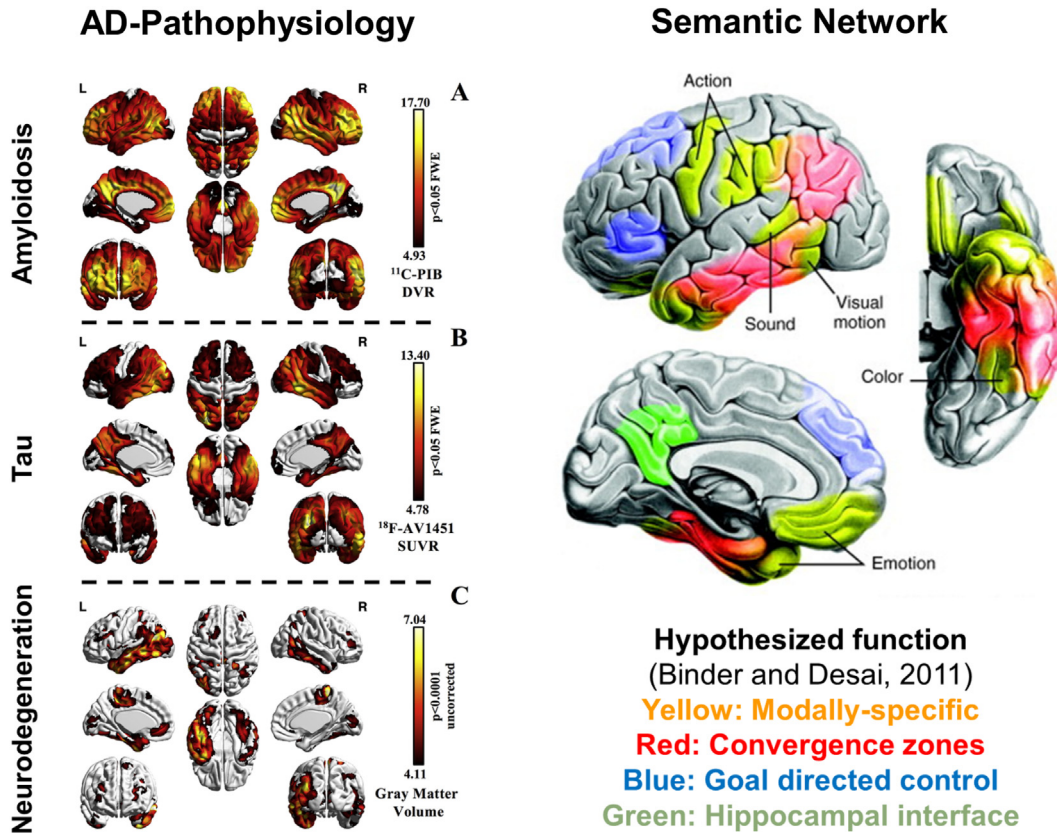 AD-Pathophysiology
Amyloidosis
L
R
A
17.70
p<0.05 FWE
4.93
¹¹C-PIB
DVR
Tau
L
R
B
13.40
p<0.05 FWE
4.78
¹⁸F-AV1451
SUVR
Neurodegeneration
L
R
C
7.04
p<0.0001
uncorrected
4.11
Gray Matter
Volume
Semantic Network
Action
Sound
Visual
motion
Color
Emotion
Hypothesized function
(Binder and Desai, 2011)
Yellow: Modally-specific
Red: Convergence zones
Blue: Goal directed control
Green: Hippocampal interface